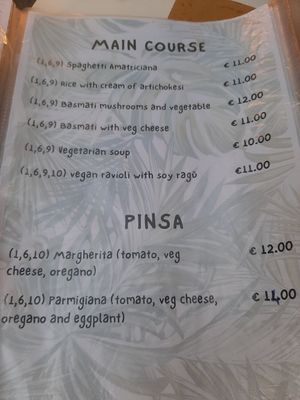 MAIN COURSE
(1,6,9) Spaghetti Amatriciana € 11.00
(1,6,9) Rice with cream of artichokesi € 11.00
(1,6,9) Basmati mushrooms and vegetable € 12.00
(1,6,9) Basmati with veg cheese € 11.00
(1,6,9) Vegetarian soup € 10.00
(1,6,9,10) vegan ravioli with soy ragù €11.00
PINSA
(1,6,10) Margherita (tomato, veg € 12.00
cheese, oregano)
(1,6,10) Parmigiana (tomato, veg cheese, € 14.00
oregano and eggplant)